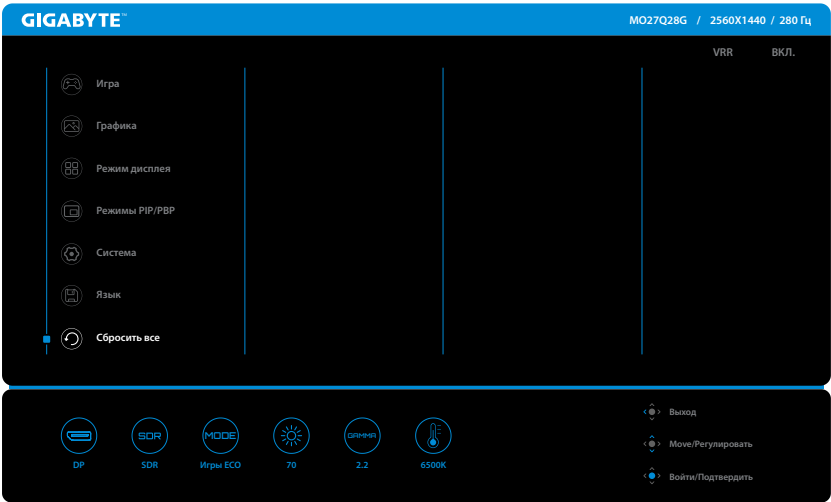 GIGABYTE™
MO27Q28G / 2560X1440 / 280 Гц
VRR ВКЛ.
Игра
Графика
Режим дисплея
Режимы PIP/PBP
Система
Язык
Сбросить все
Выход
Move/Регулировать
Войти/Подтвердить
SDR MODE GAMMA
DP SDR Игры ECO 70 2.2 6500K